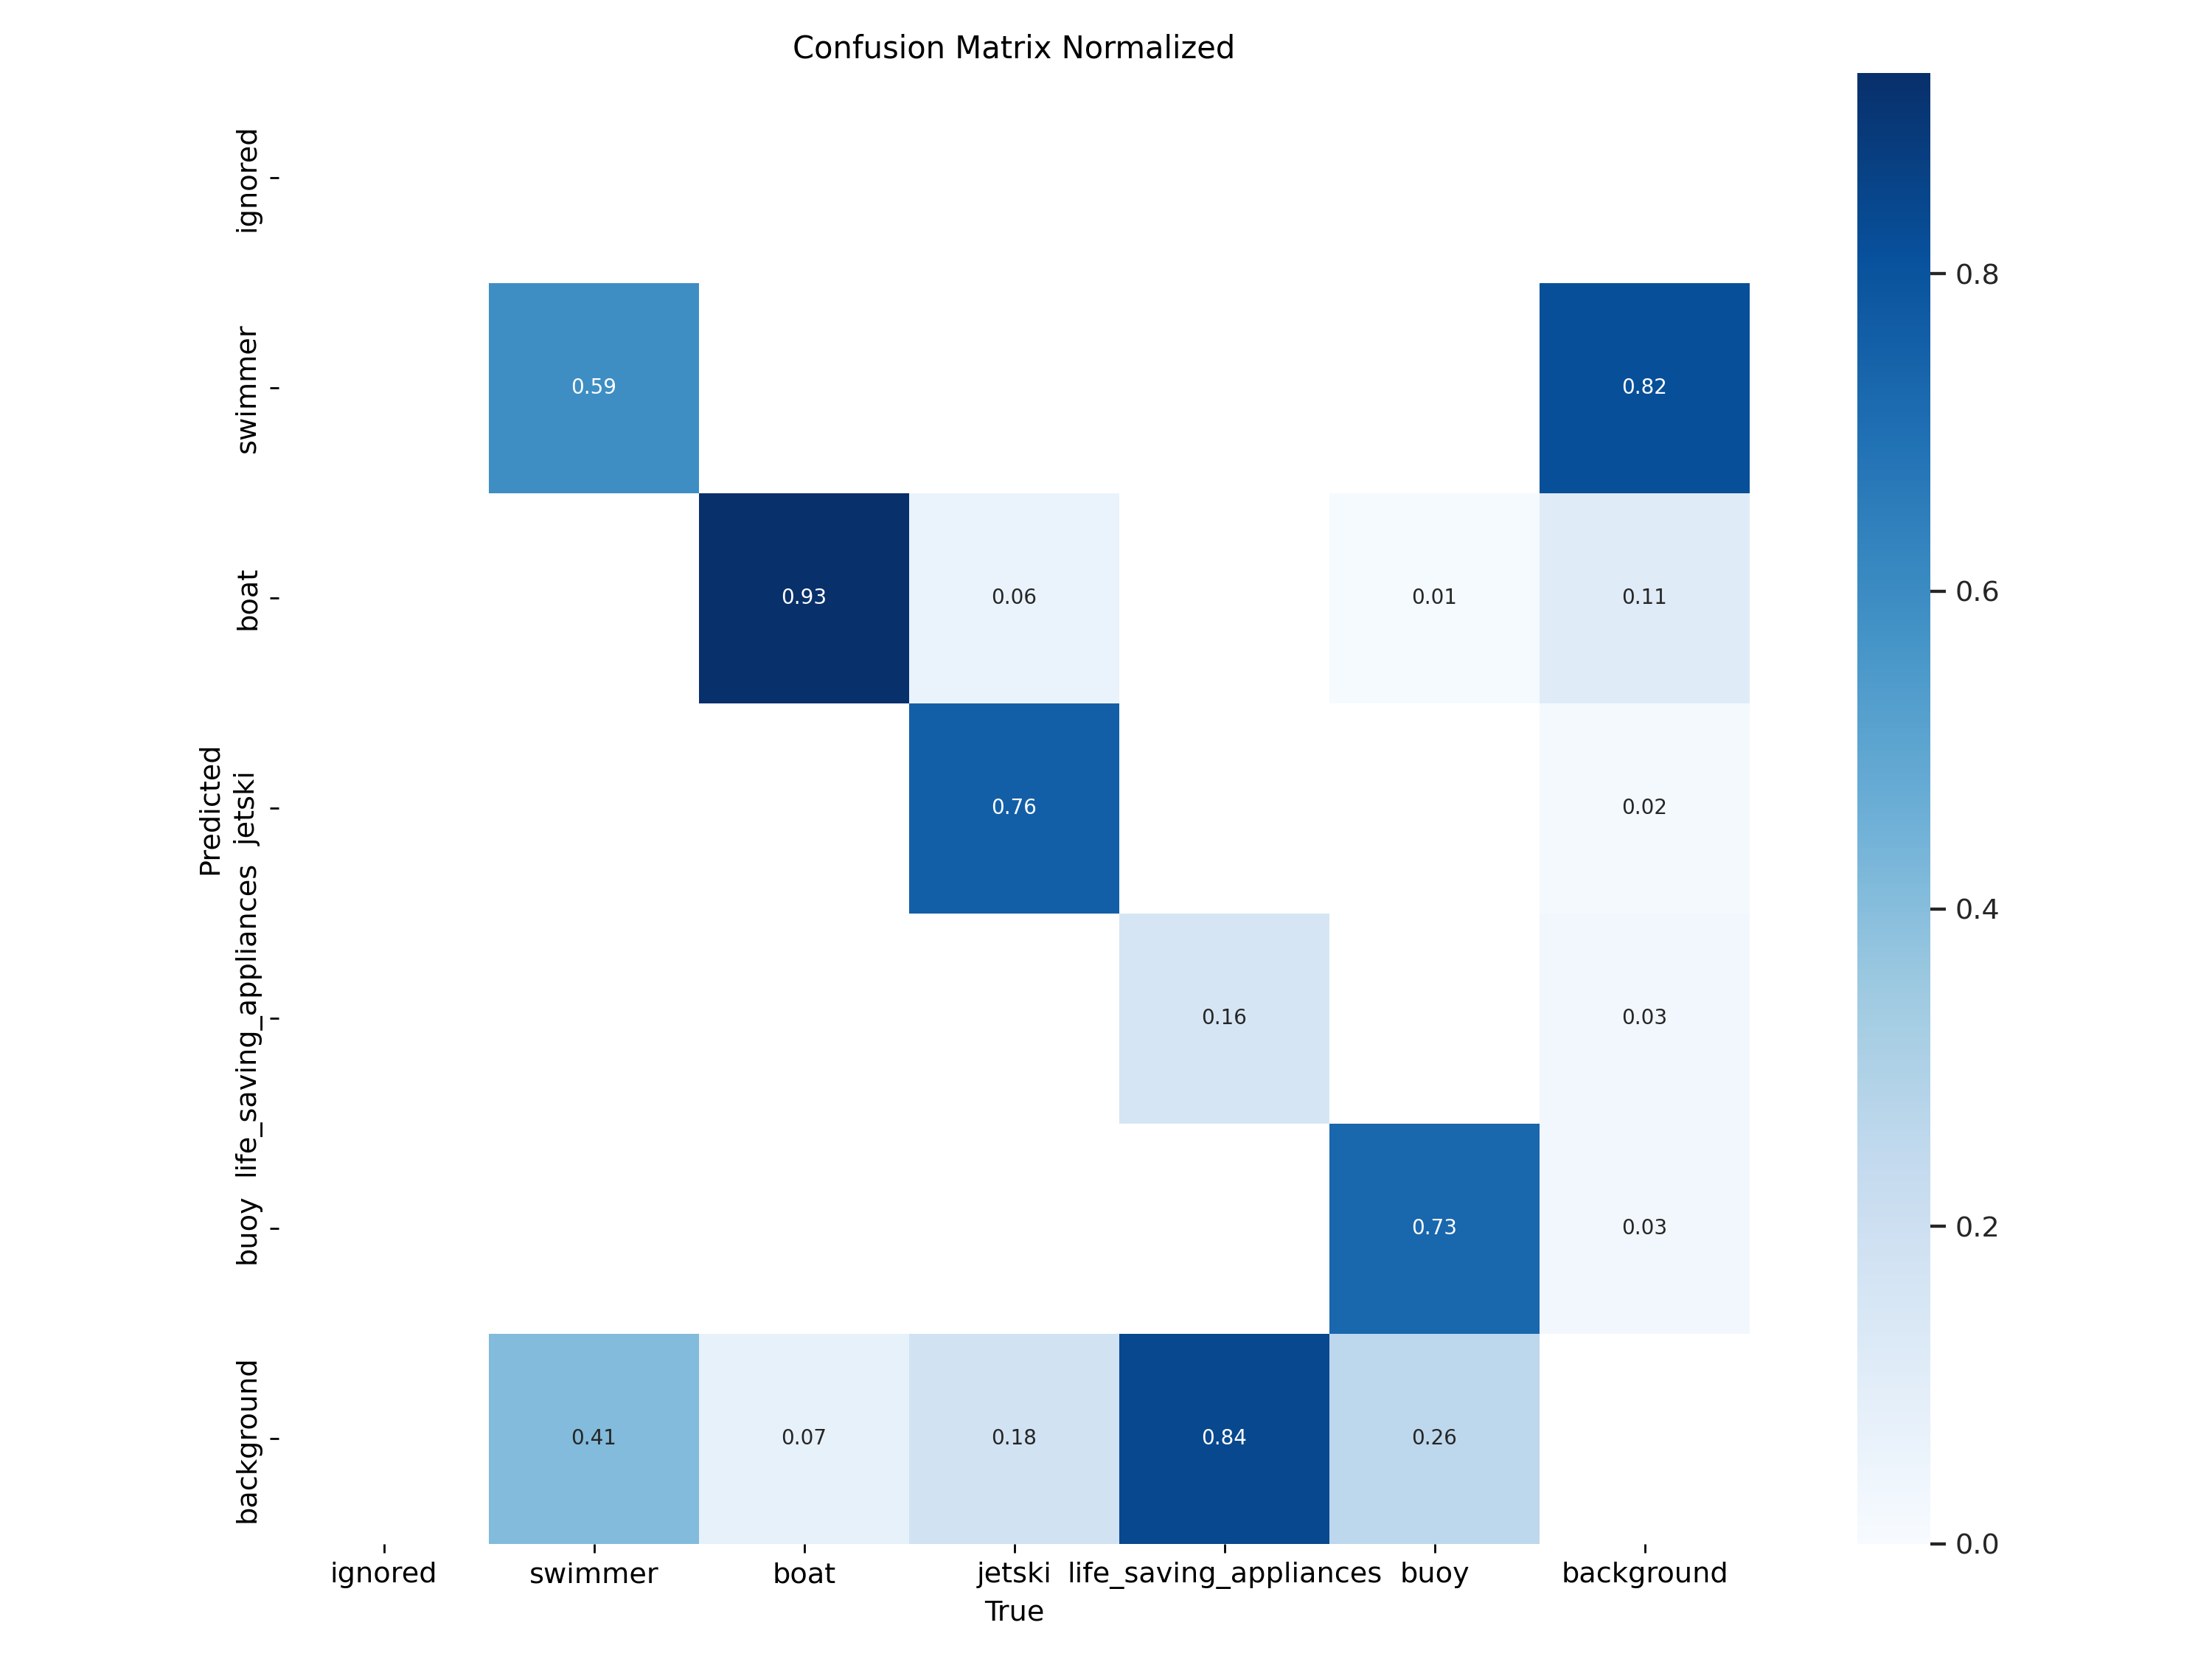 Confusion Matrix Normalized
ignored
swimmer
0.59
0.82
boat
0.93
0.06
0.01
0.11
jetski
0.76
0.02
life_saving_appliances
0.16
0.03
buoy
0.73
0.03
background
0.41
0.07
0.18
0.84
0.26
Predicted
ignored swimmer boat jetski life_saving_appliances buoy background
True
0.8
0.6
0.4
0.2
0.0